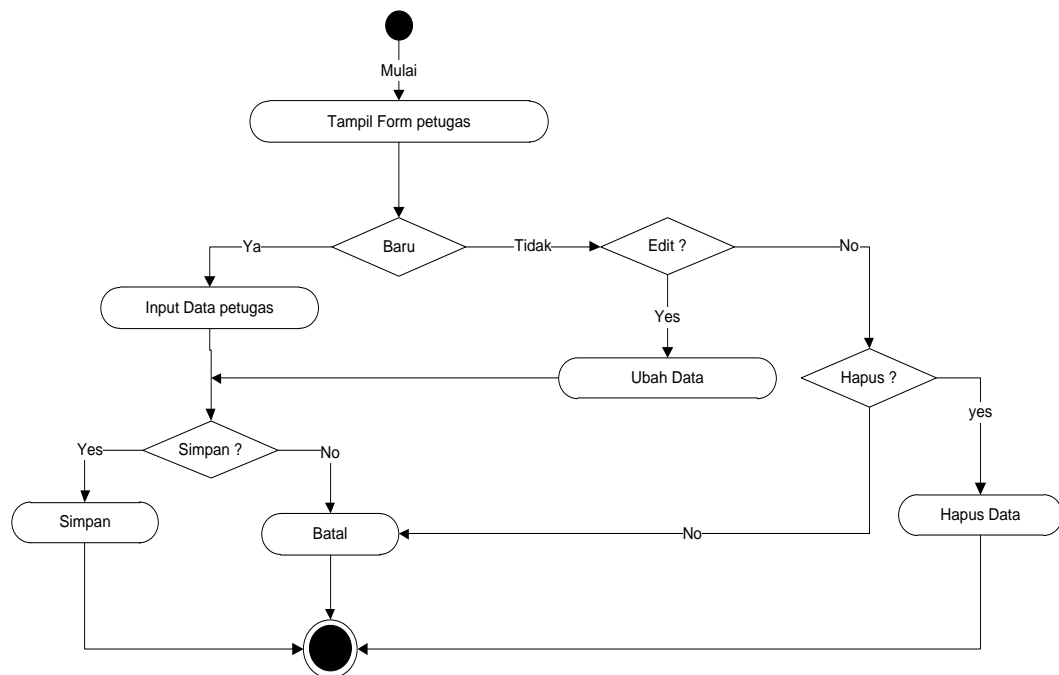 Mulai
Tampil Form petugas
Ya
Baru
Tidak
Edit ?
No
Input Data petugas
Yes
Ubah Data
Hapus ?
yes
Yes
Simpan ?
No
Simpan
Batal
No
Hapus Data